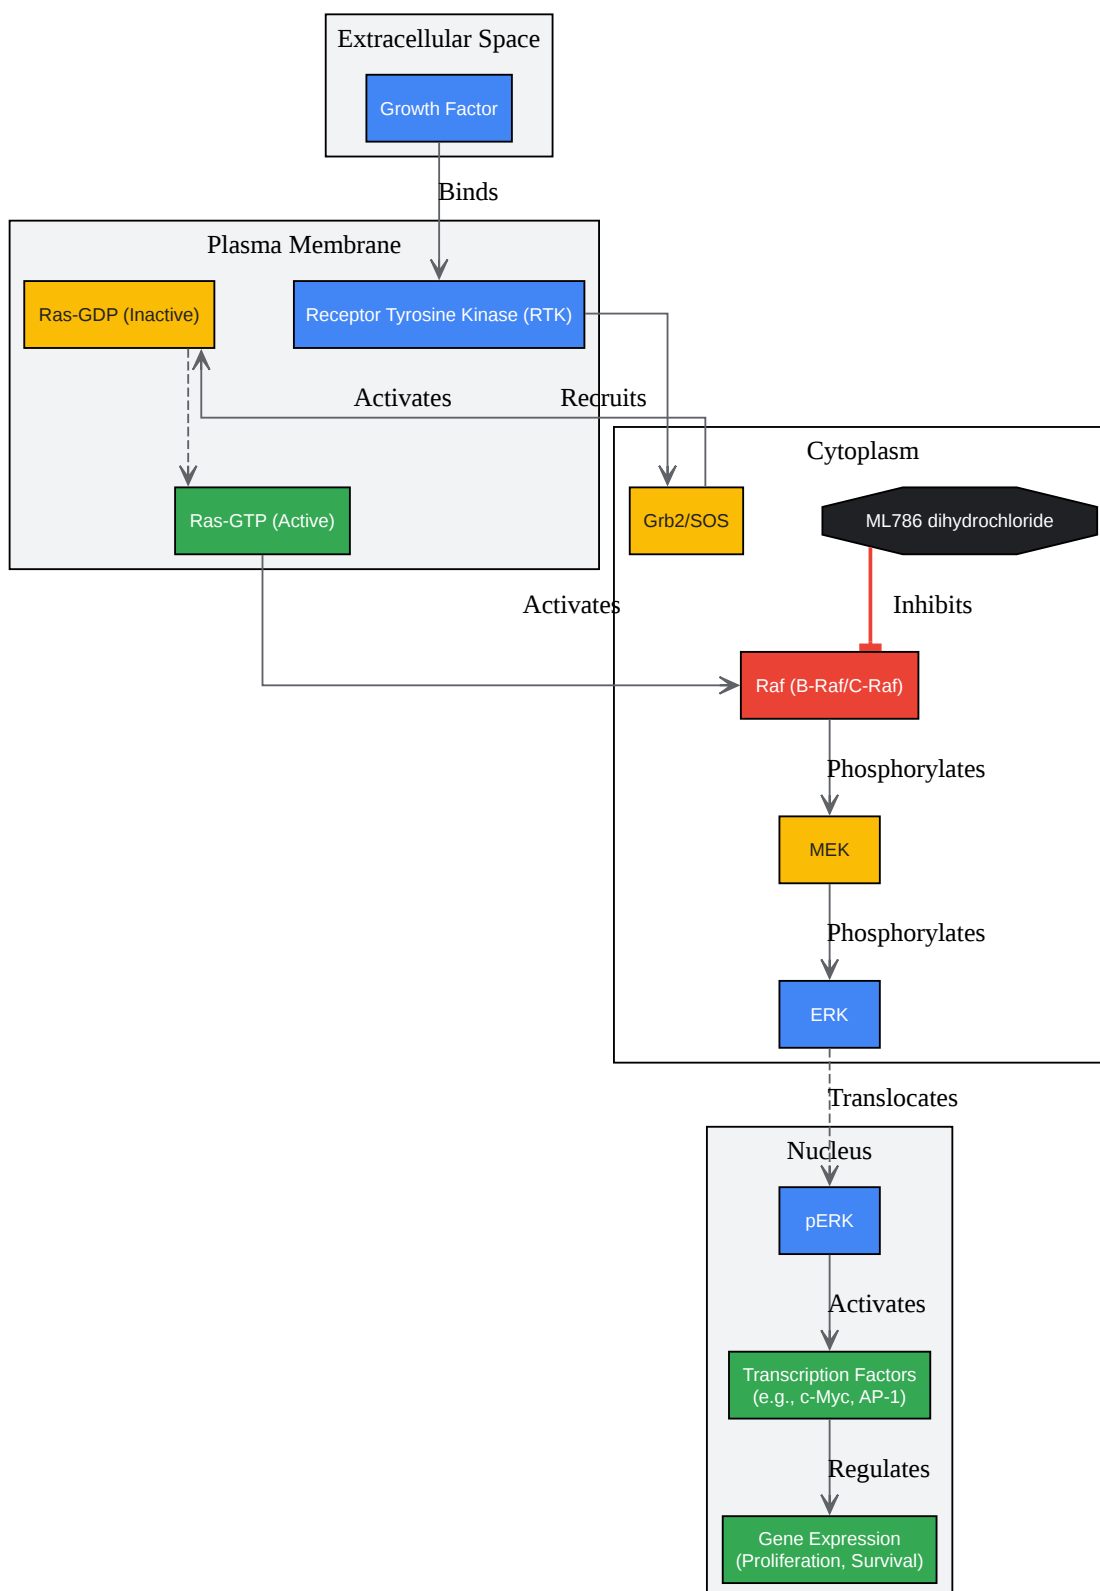 Extracellular Space
Growth Factor
Binds
Plasma Membrane
Ras-GDP (Inactive)
Receptor Tyrosine Kinase (RTK)
Activates
Recruits
Cytoplasm
Ras-GTP (Active)
Grb2/SOS
ML786 dihydrochloride
Activates
Inhibits
Raf (B-Raf/C-Raf)
Phosphorylates
MEK
Phosphorylates
ERK
Translocates
Nucleus
pERK
Activates
Transcription Factors
(e.g., c-Myc, AP-1)
Regulates
Gene Expression
(Proliferation, Survival)